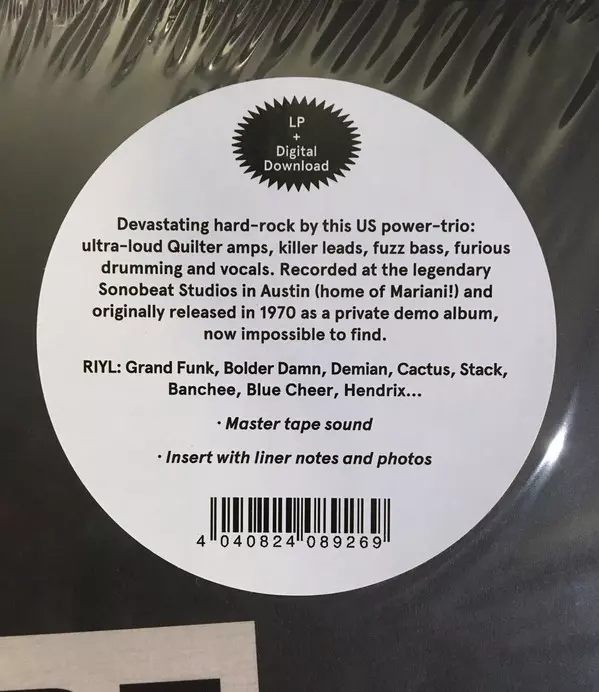 LP
+
Digital
Download
Devastating hard-rock by this US power-trio:
ultra-loud Quilter amps, killer leads, fuzz bass, furious
drumming and vocals. Recorded at the legendary
Sonobeat Studios in Austin (home of Mariani!) and
originally released in 1970 as a private demo album,
now impossible to find.
RIYL: Grand Funk, Bolder Damn, Demian, Cactus, Stack,
Banchee, Blue Cheer, Hendrix...
· Master tape sound
· Insert with liner notes and photos
4 040824 089269